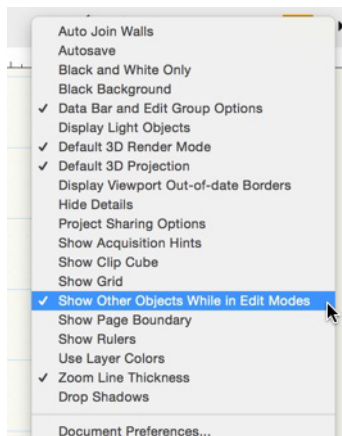 Auto Join Walls
Autosave
Black and White Only
Black Background
✓ Data Bar and Edit Group Options
Display Light Objects
✓ Default 3D Render Mode
✓ Default 3D Projection
Display Viewport Out-of-date Borders
Hide Details
Project Sharing Options
Show Acquisition Hints
Show Clip Cube
Show Grid
✓ Show Other Objects While in Edit Modes
Show Page Boundary
Show Rulers
Use Layer Colors
✓ Zoom Line Thickness
Drop Shadows
Document Preferences...